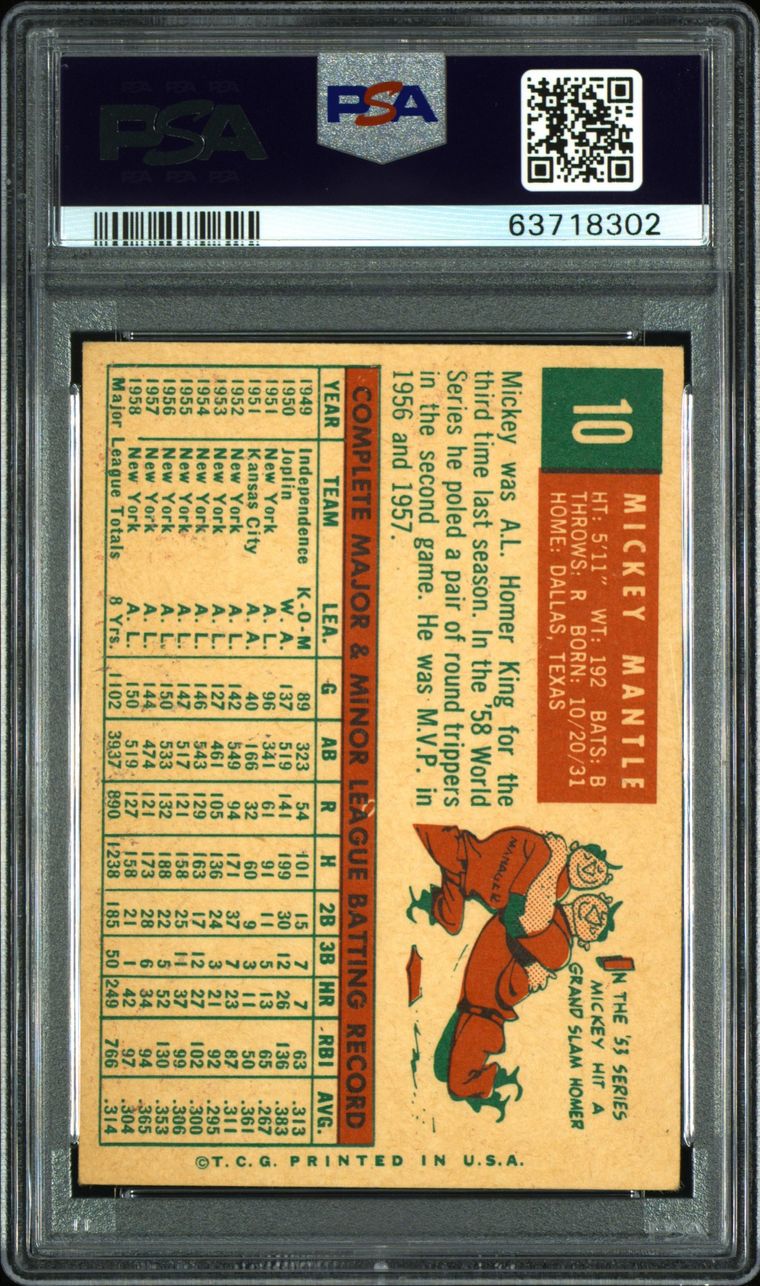 PSA PSA PSA
PSA
PSA PSA PSA
PSA
63718302
10
MICKEY MANTLE
HT: 5'11" WT: 192 BATS: B
THROWS: R BORN: 10/20/31
HOME: DALLAS, TEXAS
Mickey was A.L. Homer King for the
third time last season. In the '58 World
Series he poled a pair of round trippers
in the second game. He was M.V.P. in
1956 and 1957.
IN THE '53 SERIES
MICKEY HIT A
GRAND SLAM HOMER
MANAGER
COMPLETE MAJOR & MINOR LEAGUE BATTING RECORD
YEAR TEAM LEA. G AB R H 2B 3B HR RBI AVG.
1949 Independence K-O-M 89 323 54 101 15 7 7 63 .313
1950 Joplin W. A. 137 519 141 199 30 12 26 136 .383
1951 New York A. L. 96 341 61 91 11 5 13 65 .267
1951 Kansas City A. A. 40 166 32 60 9 3 11 50 .361
1952 New York A. L. 142 549 94 171 37 7 23 87 .311
1953 New York A. L. 127 461 105 136 24 3 21 92 .295
1954 New York A. L. 146 543 129 163 17 12 27 102 .300
1955 New York A. L. 147 517 121 158 25 11 37 99 .306
1956 New York A. L. 150 533 132 188 22 5 52 130 .353
1957 New York A. L. 144 474 121 173 28 6 34 94 .365
1958 New York A. L. 150 519 127 158 21 1 42 97 .304
Major League Totals 8 Yrs. 1102 3937 890 1238 185 50 249 766 .314
©T.C.G. PRINTED IN U.S.A.